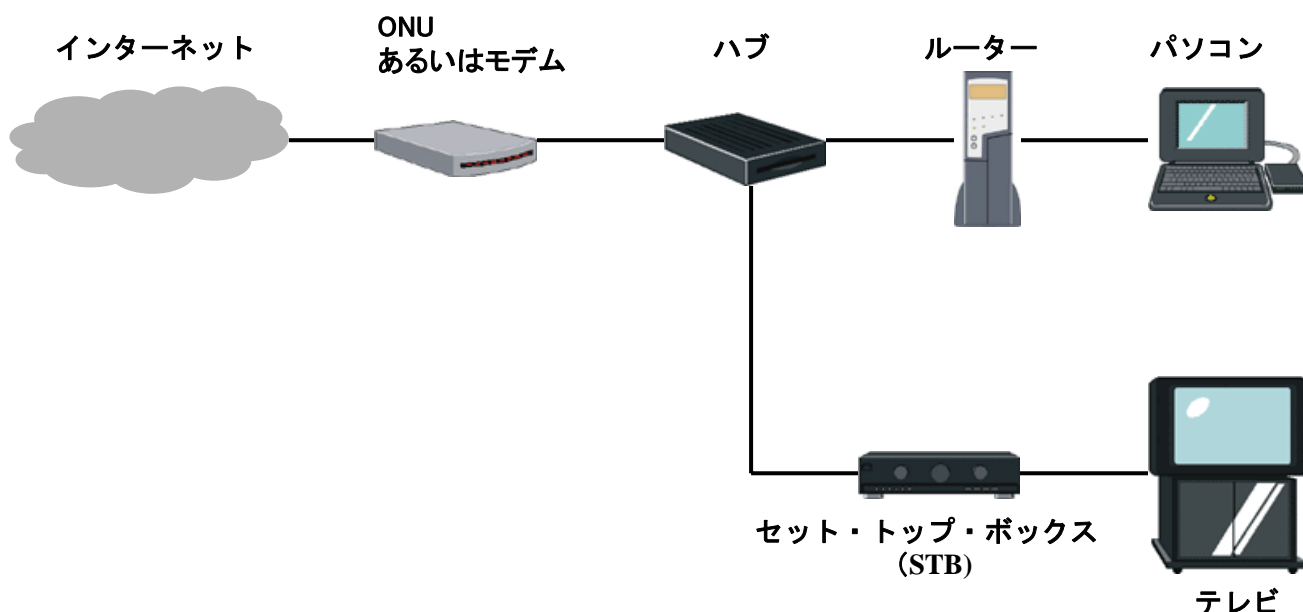 インターネット
ONU
あるいはモデム
ハブ
ルーター
パソコン
セット・トップ・ボックス
（STB)
テレビ